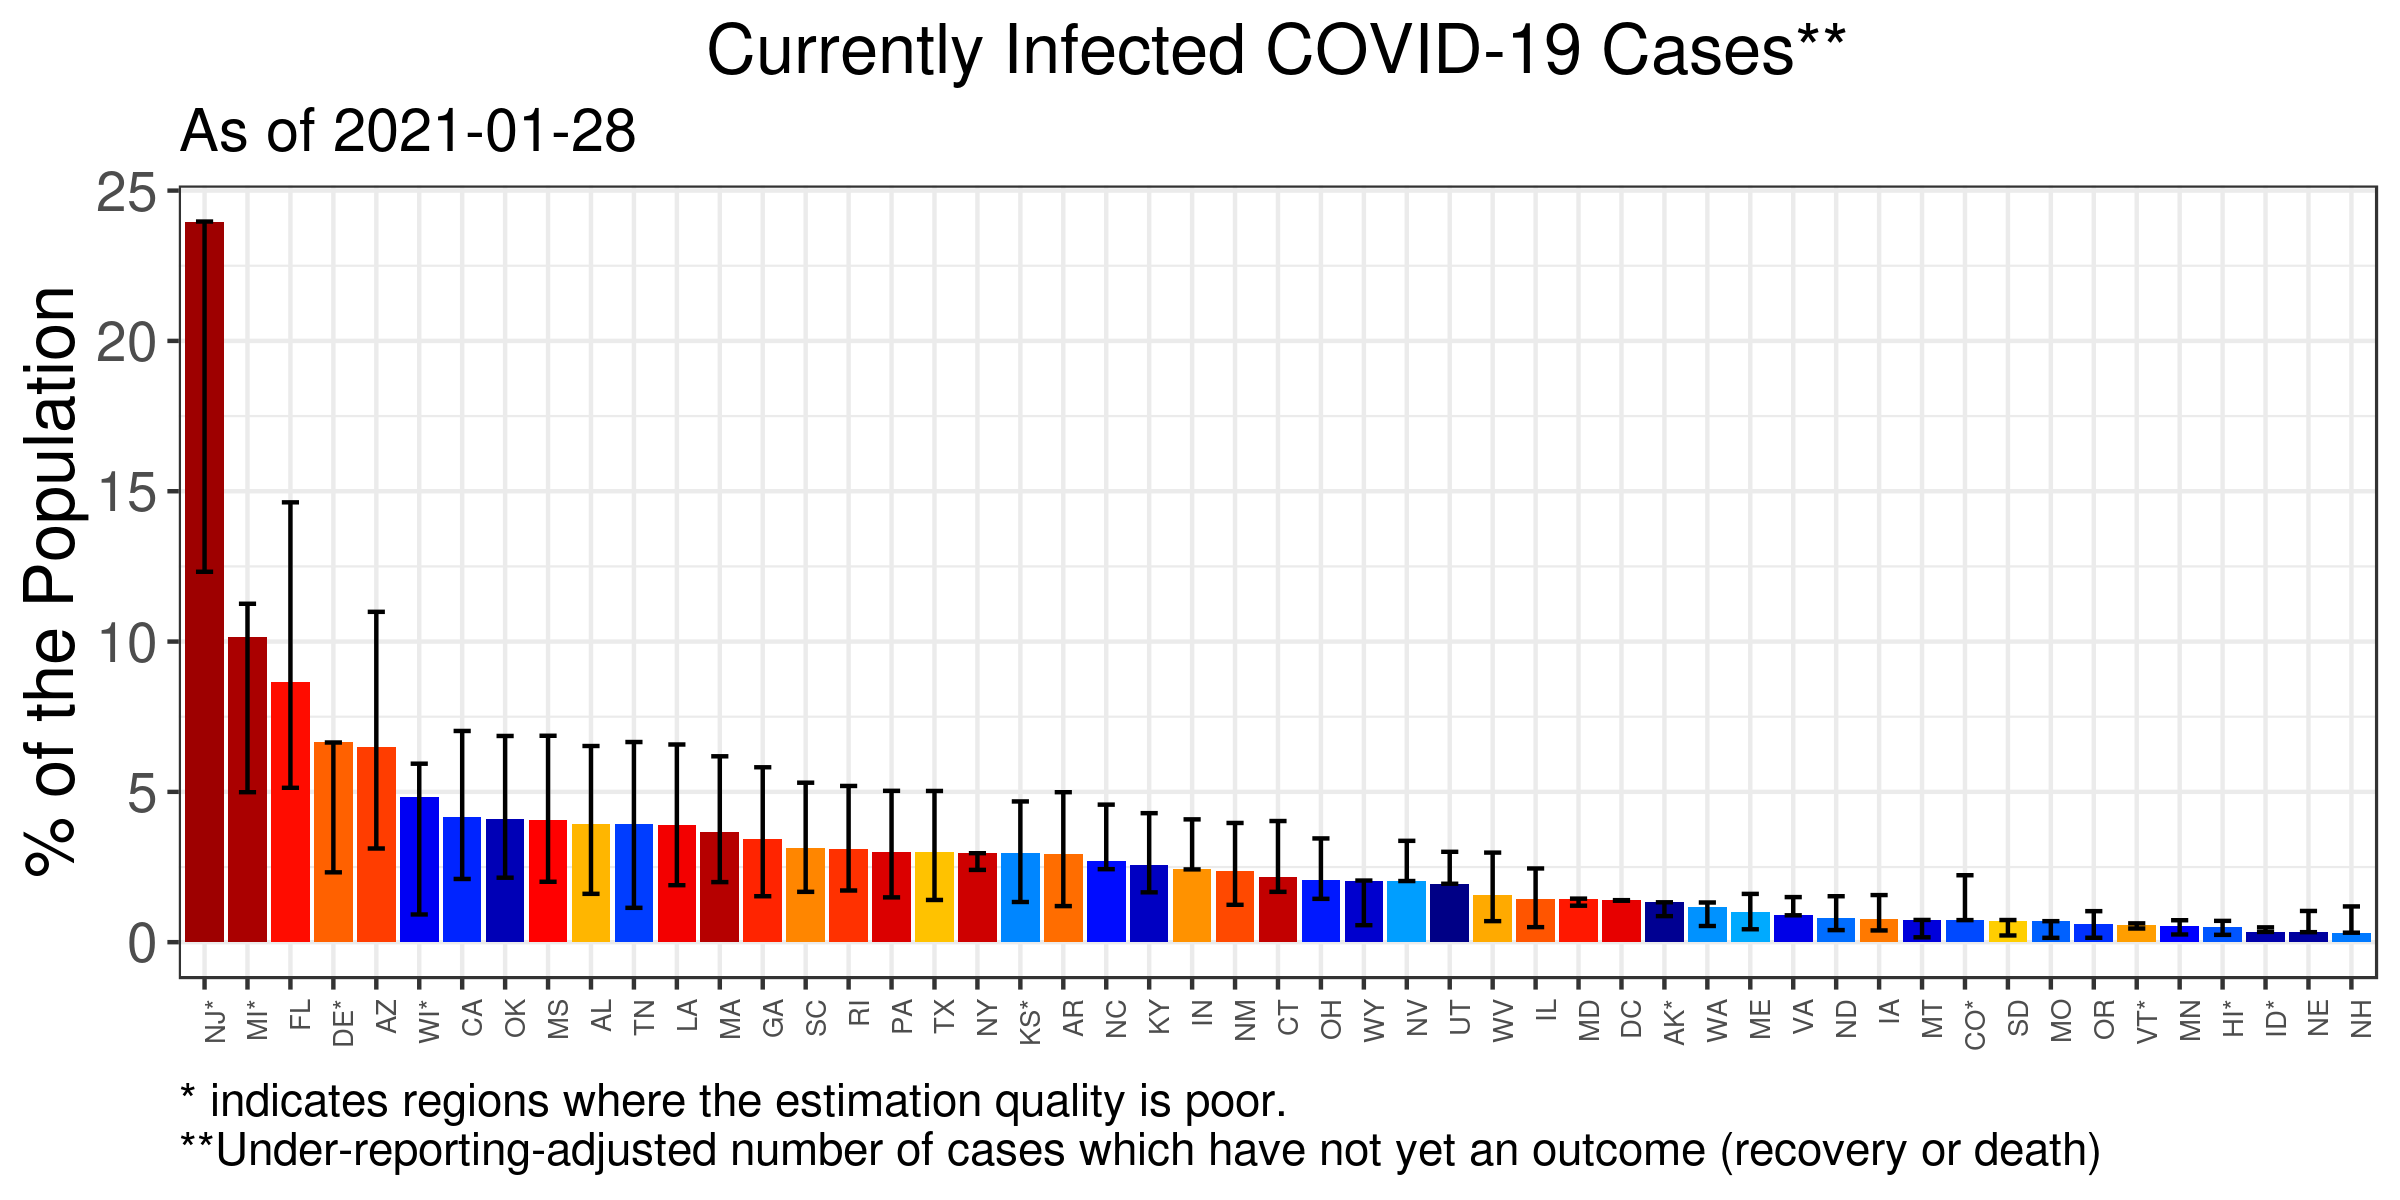 Currently Infected COVID-19 Cases**
As of 2021-01-28
% of the Population
25
20
15
10
5
0
NJ* MI* FL DE* AZ WI* CA OK MS AL TN LA MA GA SC RI PA TX NY KS* AR NC KY IN NM CT OH WY NV UT WV IL MD DC AK* WA ME VA ND IA MT CO* SD MO OR VT* MN HI* ID* NE NH
* indicates regions where the estimation quality is poor.
**Under-reporting-adjusted number of cases which have not yet an outcome (recovery or death)